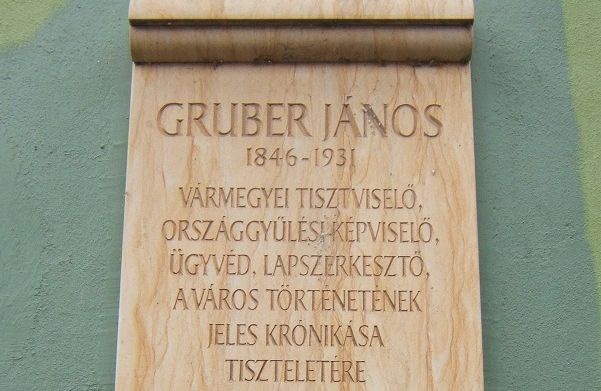 GRUBER JÁNOS
1846-1931
VÁRMEGYEI TISZTVISELŐ,
ORSZÁGGYŰLÉSI KÉPVISELŐ,
ÜGYVÉD, LAPSZERKESZTŐ,
A VÁROS TÖRTÉNETÉNEK
JELES KRÓNIKÁSA
TISZTELETÉRE